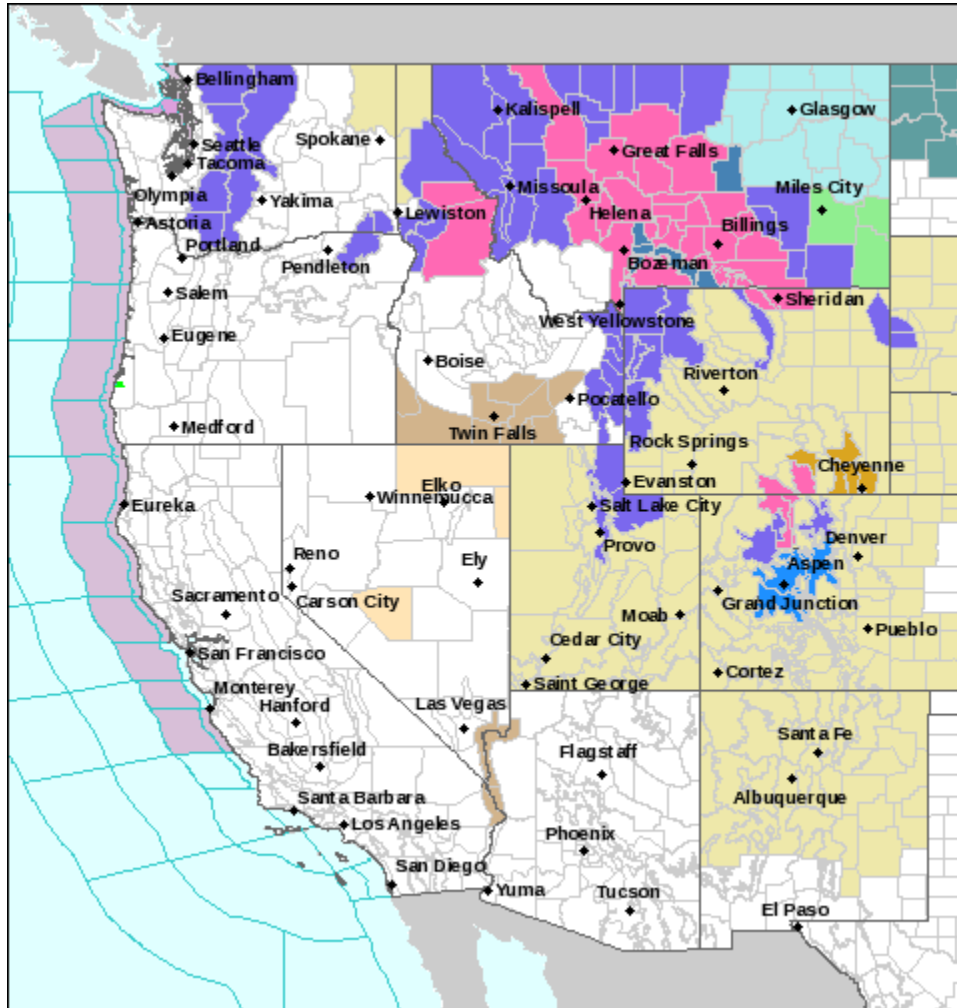 Bellingham
Kalispell
Glasgow
Seattle
Spokane
Great Falls
Tacoma
Olympia
Missoula
Miles City
Yakima
Lewiston
Helena
Astoria
Billings
Portland
Pendleton
Bozeman
Salem
Sheridan
West Yellowstone
Eugene
Boise
Riverton
Pocatello
Medford
Twin Falls
Rock Springs
Cheyenne
Elko
Evanston
Winnemucca
Eureka
Salt Lake City
Provo
Denver
Reno
Ely
Aspen
Sacramento
Carson City
Grand Junction
Moab
Pueblo
Cedar City
San Francisco
Cortez
Saint George
Monterey
Las Vegas
Hanford
Santa Fe
Bakersfield
Flagstaff
Albuquerque
Santa Barbara
Los Angeles
Phoenix
San Diego
Yuma
Tucson
El Paso